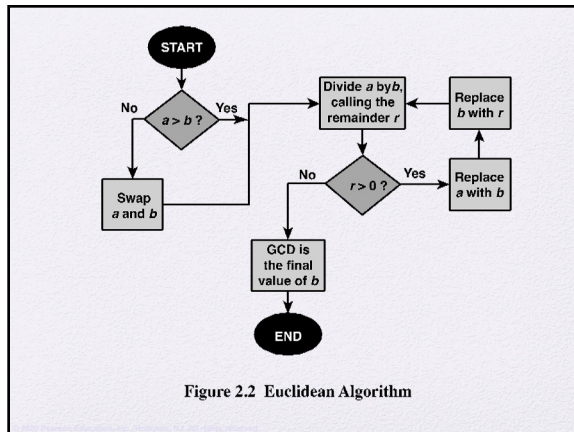 START
No
a > b ?
Yes
Swap
a and b
Divide a by b,
calling the
remainder r
Replace
b with r
No
r > 0 ?
Yes
Replace
a with b
GCD is
the final
value of b
END
Figure 2.2 Euclidean Algorithm